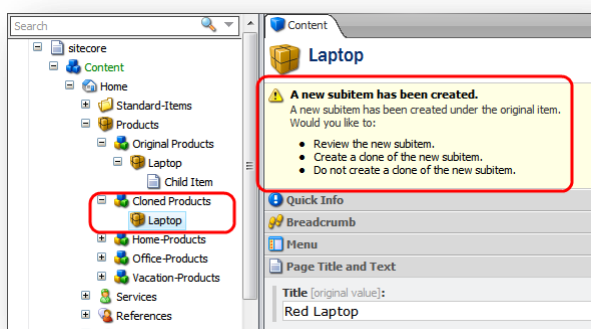 Search
sitecore
Content
Home
Standard-Items
Products
Original Products
Laptop
Child Item
Cloned Products
Laptop
Home-Products
Office-Products
Vacation-Products
Services
References
Content
Laptop
A new subitem has been created.
A new subitem has been created under the original item.
Would you like to:
Review the new subitem.
Create a clone of the new subitem.
Do not create a clone of the new subitem.
Quick Info
Breadcrumb
Menu
Page Title and Text
Title [original value]:
Red Laptop